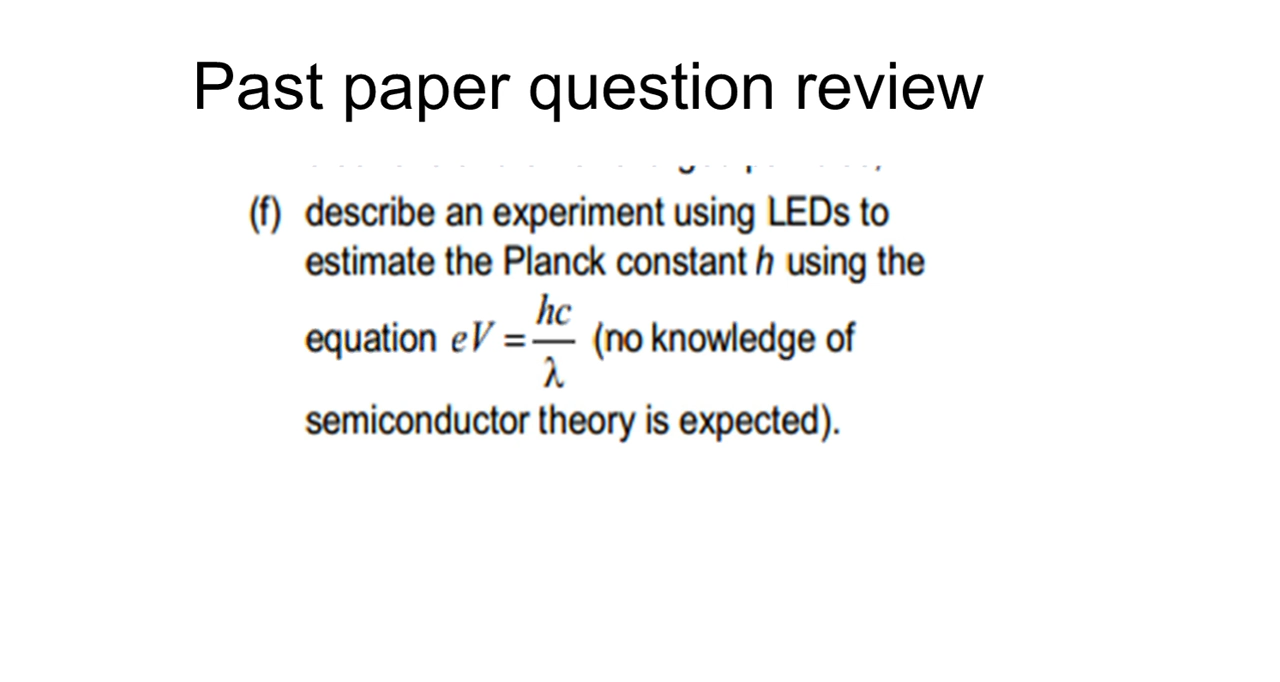 Past paper question review
(f) describe an experiment using LEDs to
estimate the Planck constant h using the
equation eV = hc/λ (no knowledge of
semiconductor theory is expected).